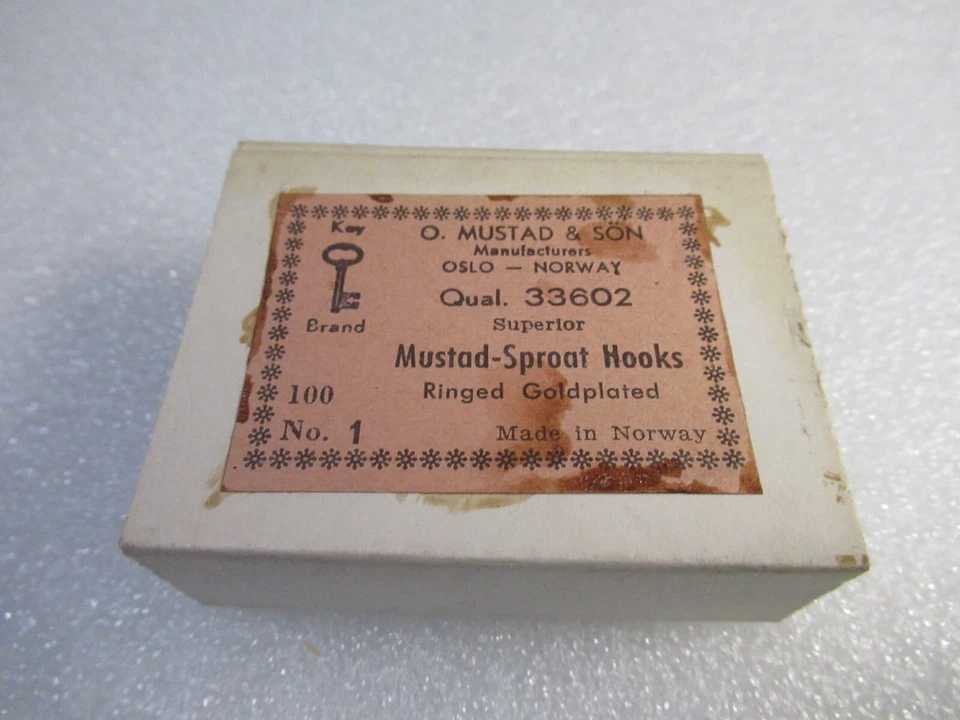 Key
Brand
O. MUSTAD & SÖN
Manufacturers
OSLO — NORWAY
Qual. 33602
Superior
Mustad-Sproat Hooks
Ringed Goldplated
100
No. 1
Made in Norway